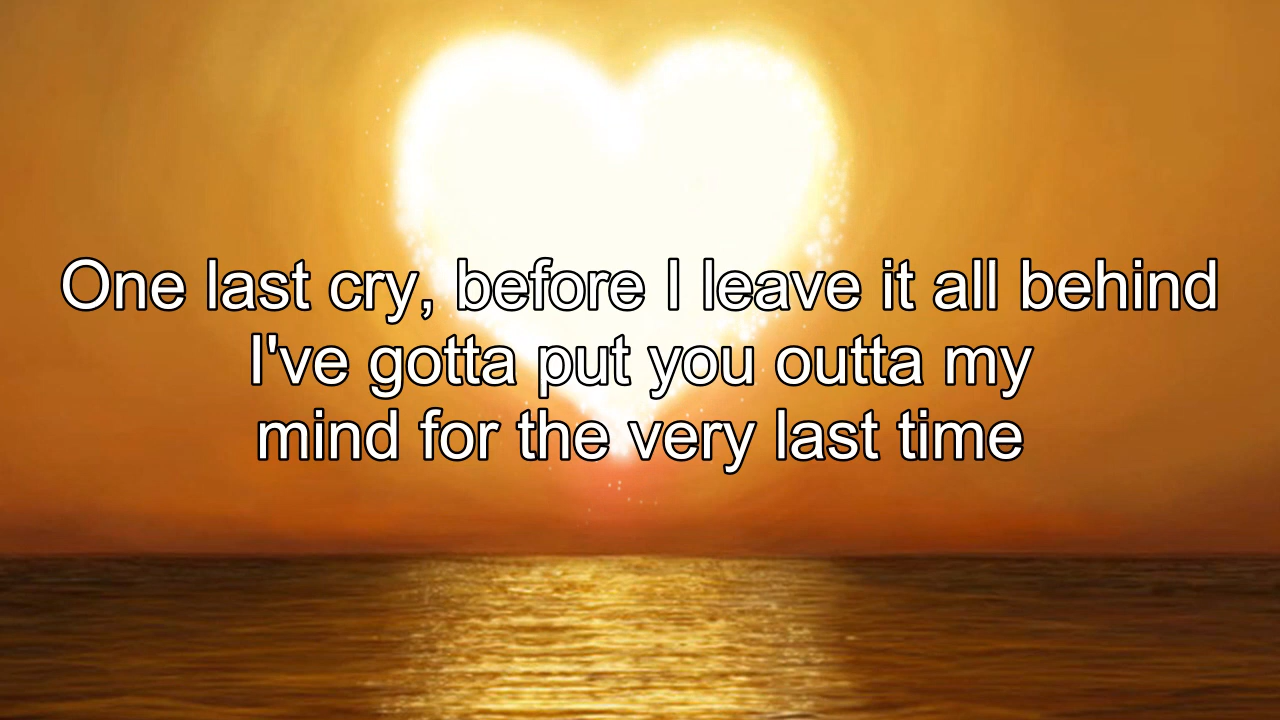 One last cry, before I leave it all behind
I've gotta put you outta my
mind for the very last time